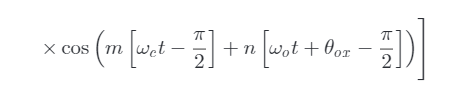 × cos (m [ω_c t − π/2] + n [ω_o t + θ_ox − π/2])]